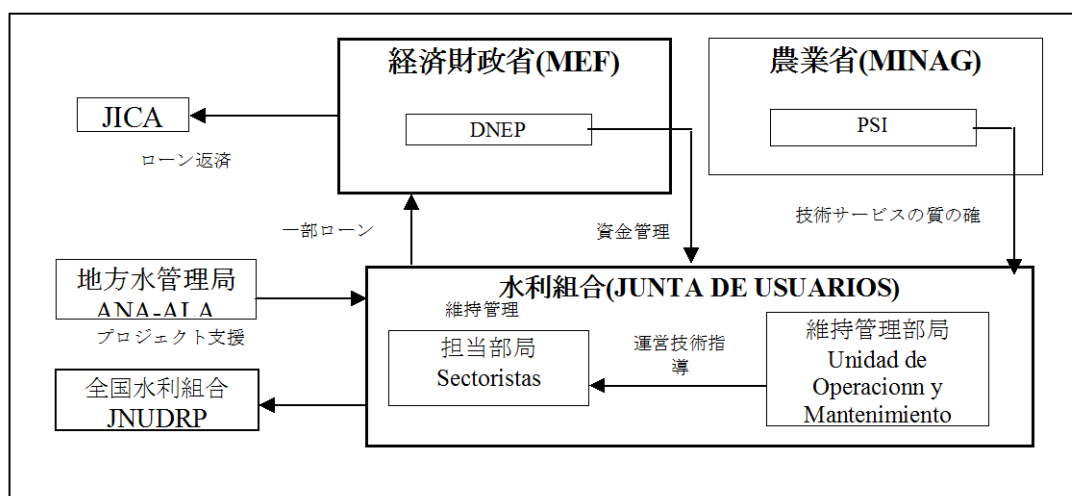 経済財政省(MEF)
DNEP
農業省(MINAG)
PSI
JICA
ローン返済
一部ローン
資金管理
技術サービスの質の確
地方水管理局
ANA-ALA
プロジェクト支援
水利組合(JUNTA DE USUARIOS)
維持管理
担当部局
Sectoristas
運営技術指
導
維持管理部局
Unidad de
Operacionn y
Mantenimiento
全国水利組合
JNUDRP